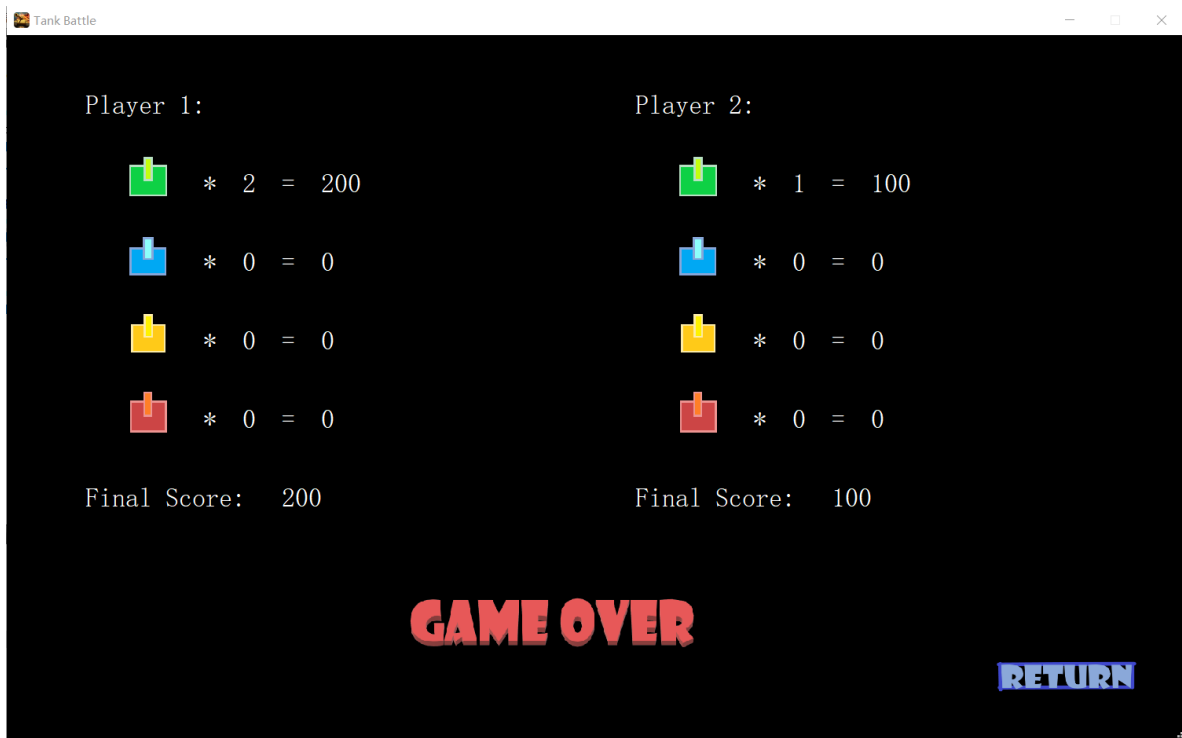 Tank Battle
Player 1:
* 2 = 200
* 0 = 0
* 0 = 0
* 0 = 0
Final Score: 200
Player 2:
* 1 = 100
* 0 = 0
* 0 = 0
* 0 = 0
Final Score: 100
GAME OVER
RETURN